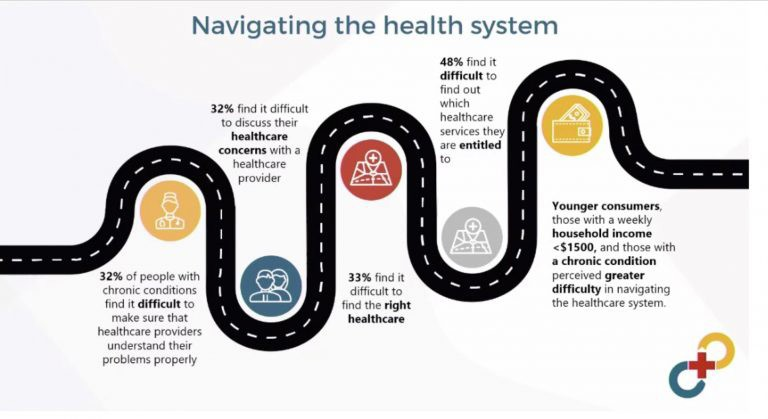 Navigating the health system
32% of people with
chronic conditions
find it difficult to
make sure that
healthcare providers
understand their
problems properly
32% find it difficult
to discuss their
healthcare
concerns with a
healthcare
provider
33% find it
difficult to
find the right
healthcare
48% find it
difficult to
find out
which
healthcare
services they
are entitled
to
Younger consumers,
those with a weekly
household income
<$1500, and those with
a chronic condition
perceived greater
difficulty in navigating
the healthcare system.